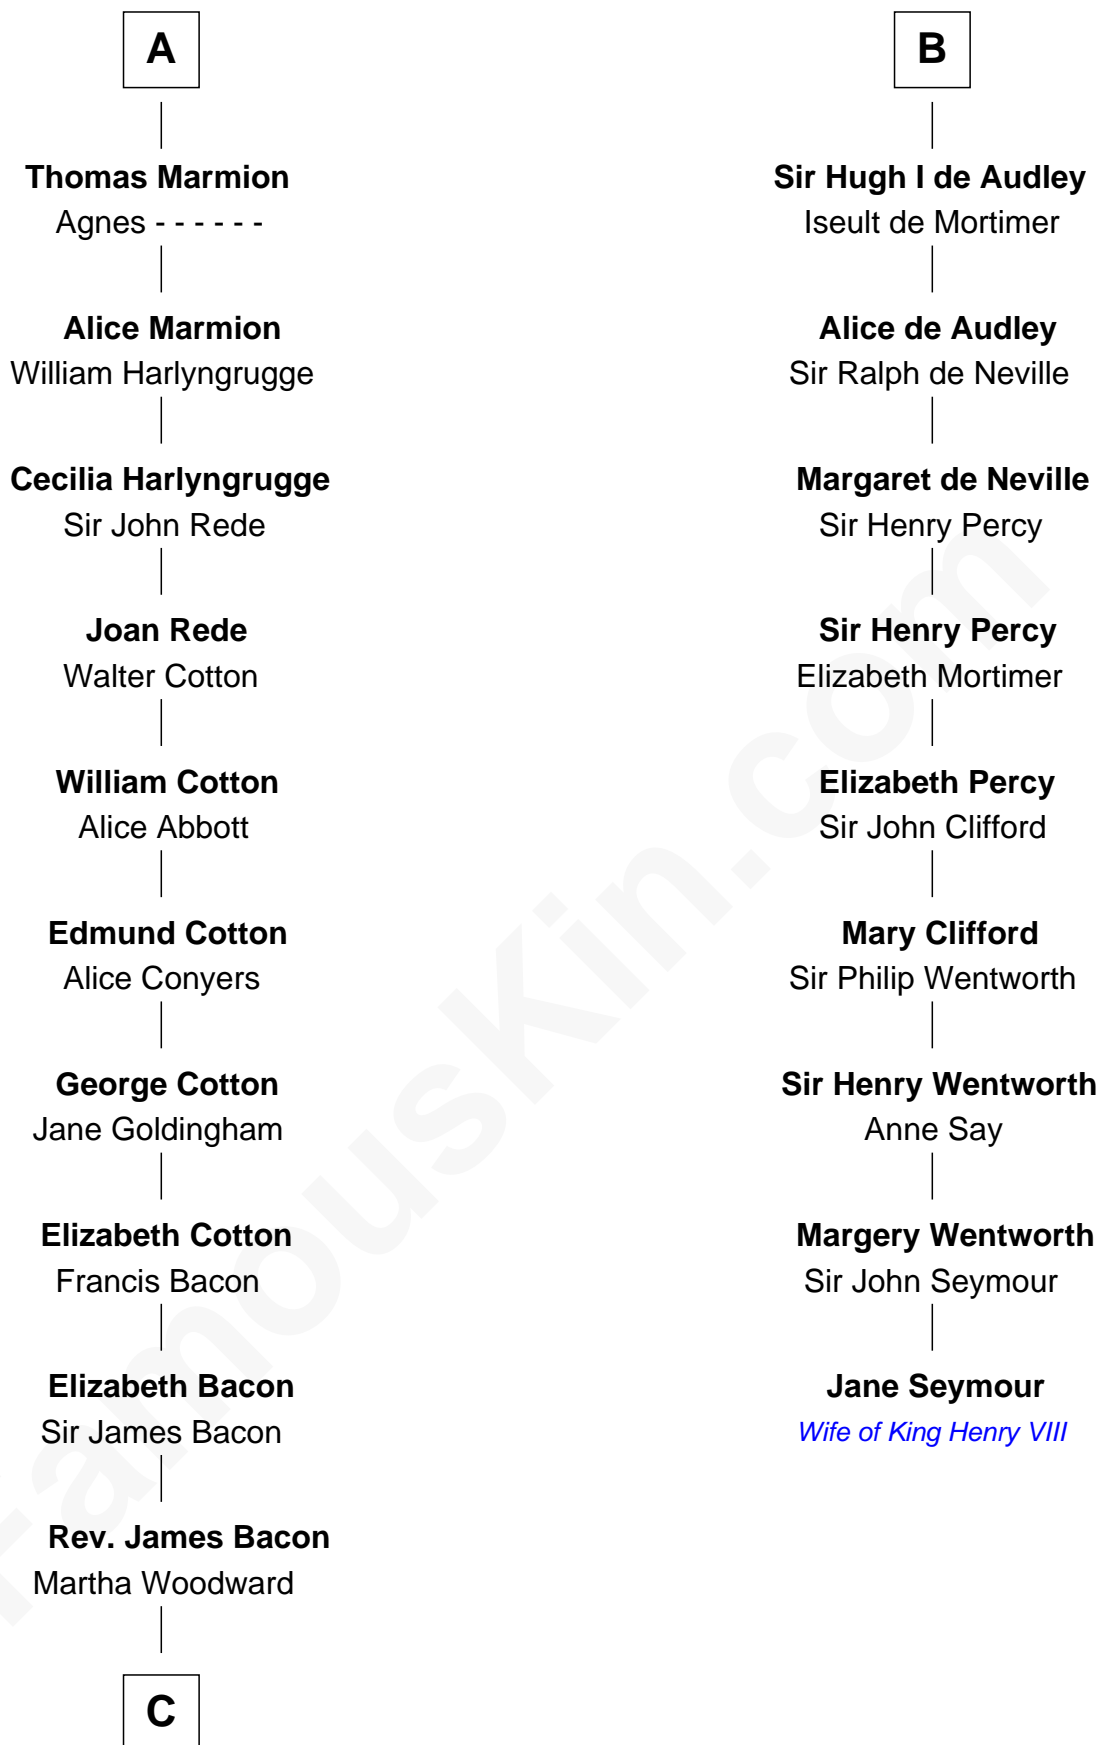 A
Thomas Marmion
Agnes - - - - - -
Alice Marmion
William Harlyngrugge
Cecilia Harlyngrugge
Sir John Rede
Joan Rede
Walter Cotton
William Cotton
Alice Abbott
Edmund Cotton
Alice Conyers
George Cotton
Jane Goldingham
Elizabeth Cotton
Francis Bacon
Elizabeth Bacon
Sir James Bacon
Rev. James Bacon
Martha Woodward
C
B
Sir Hugh I de Audley
Iseult de Mortimer
Alice de Audley
Sir Ralph de Neville
Margaret de Neville
Sir Henry Percy
Sir Henry Percy
Elizabeth Mortimer
Elizabeth Percy
Sir John Clifford
Mary Clifford
Sir Philip Wentworth
Sir Henry Wentworth
Anne Say
Margery Wentworth
Sir John Seymour
Jane Seymour
Wife of King Henry VIII
FamousKin.com